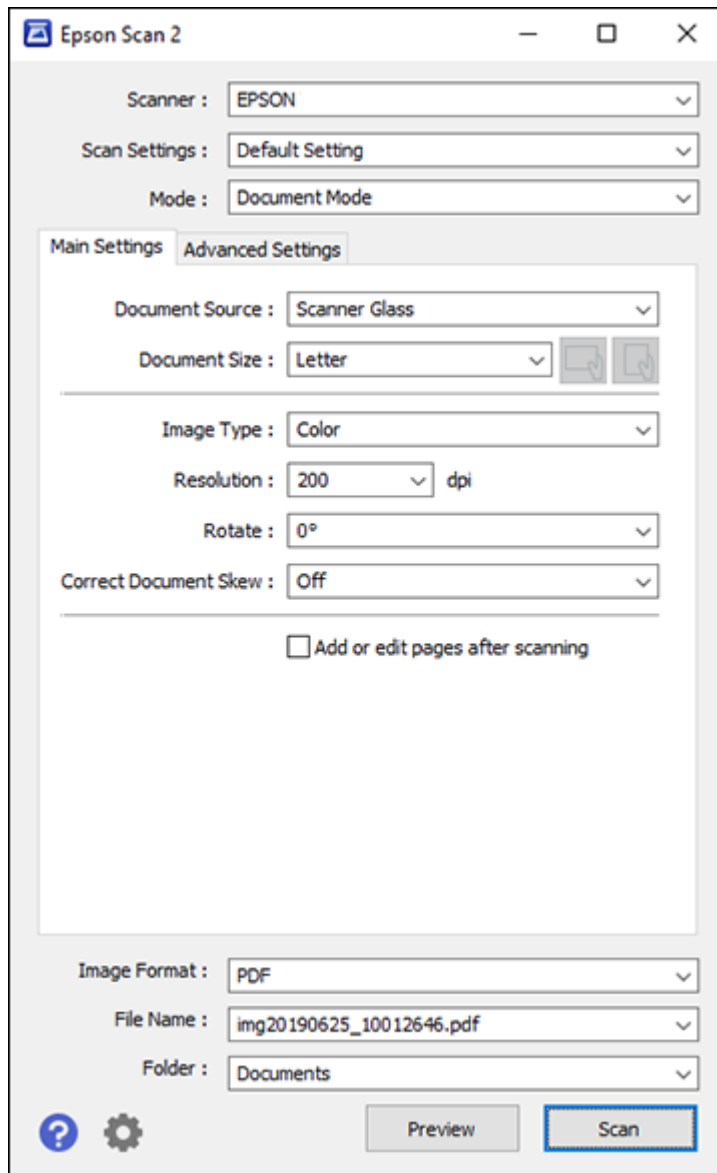 Epson Scan 2
Scanner : EPSON
Scan Settings : Default Setting
Mode : Document Mode
Main Settings Advanced Settings
Document Source : Scanner Glass
Document Size : Letter
Image Type : Color
Resolution : 200 dpi
Rotate : 0°
Correct Document Skew : Off
Add or edit pages after scanning
Image Format : PDF
File Name : img20190625_10012646.pdf
Folder : Documents
? Preview Scan